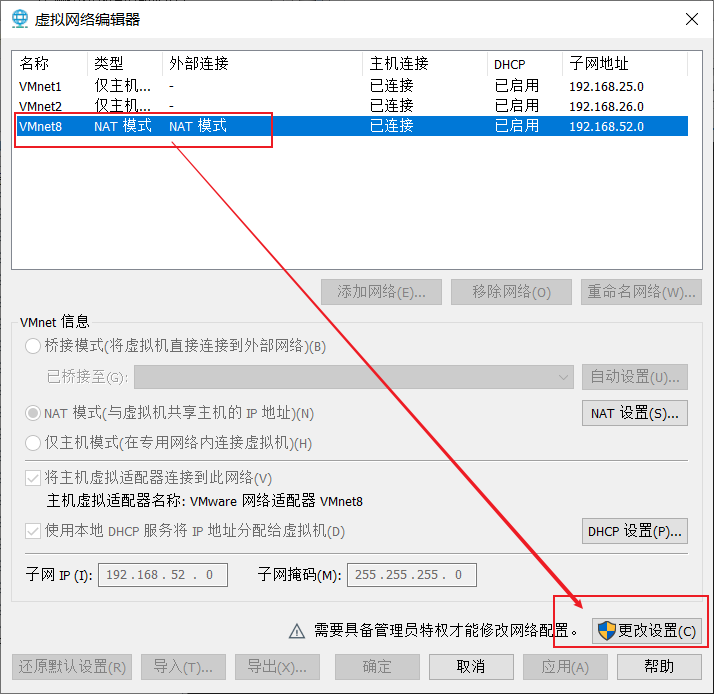 虚拟网络编辑器
名称 类型 外部连接 主机连接 DHCP 子网地址
VMnet1 仅主机... - 已连接 已启用 192.168.25.0
VMnet2 仅主机... - 已连接 已启用 192.168.26.0
VMnet8 NAT 模式 NAT 模式 已连接 已启用 192.168.52.0
添加网络(E)... 移除网络(O) 重命名网络(W)...
VMnet 信息
桥接模式(将虚拟机直接连接到外部网络)(B)
已桥接至(G): 自动设置(U)...
NAT 模式(与虚拟机共享主机的 IP 地址)(N) NAT 设置(S)...
仅主机模式(在专用网络内连接虚拟机)(H)
将主机虚拟适配器连接到此网络(V)
主机虚拟适配器名称: VMware 网络适配器 VMnet8
使用本地 DHCP 服务将 IP 地址分配给虚拟机(D) DHCP 设置(P)...
子网 IP (I): 192.168.52.0 子网掩码(M): 255.255.255.0
需要具备管理员特权才能修改网络配置。 更改设置(C)
还原默认设置(R) 导入(T)... 导出(X)... 确定 取消 应用(A) 帮助